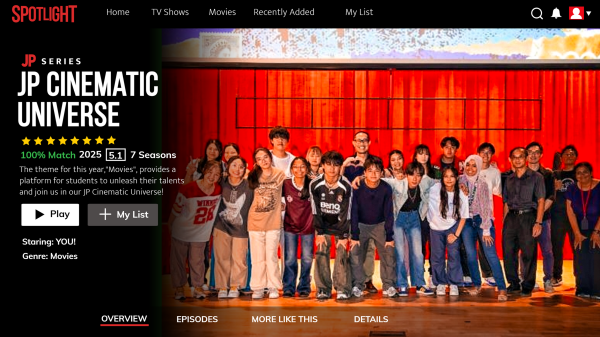 SPOTLIGHT
Home TV Shows Movies Recently Added My List
JP SERIES
JP CINEMATIC
UNIVERSE
100% Match 2025 5.1 7 Seasons
The theme for this year,"Movies", provides a
platform for students to unleash their talents
and join us in our JP Cinematic Universe!
Play
My List
Staring: YOU!
Genre: Movies
OVERVIEW EPISODES MORE LIKE THIS DETAILS